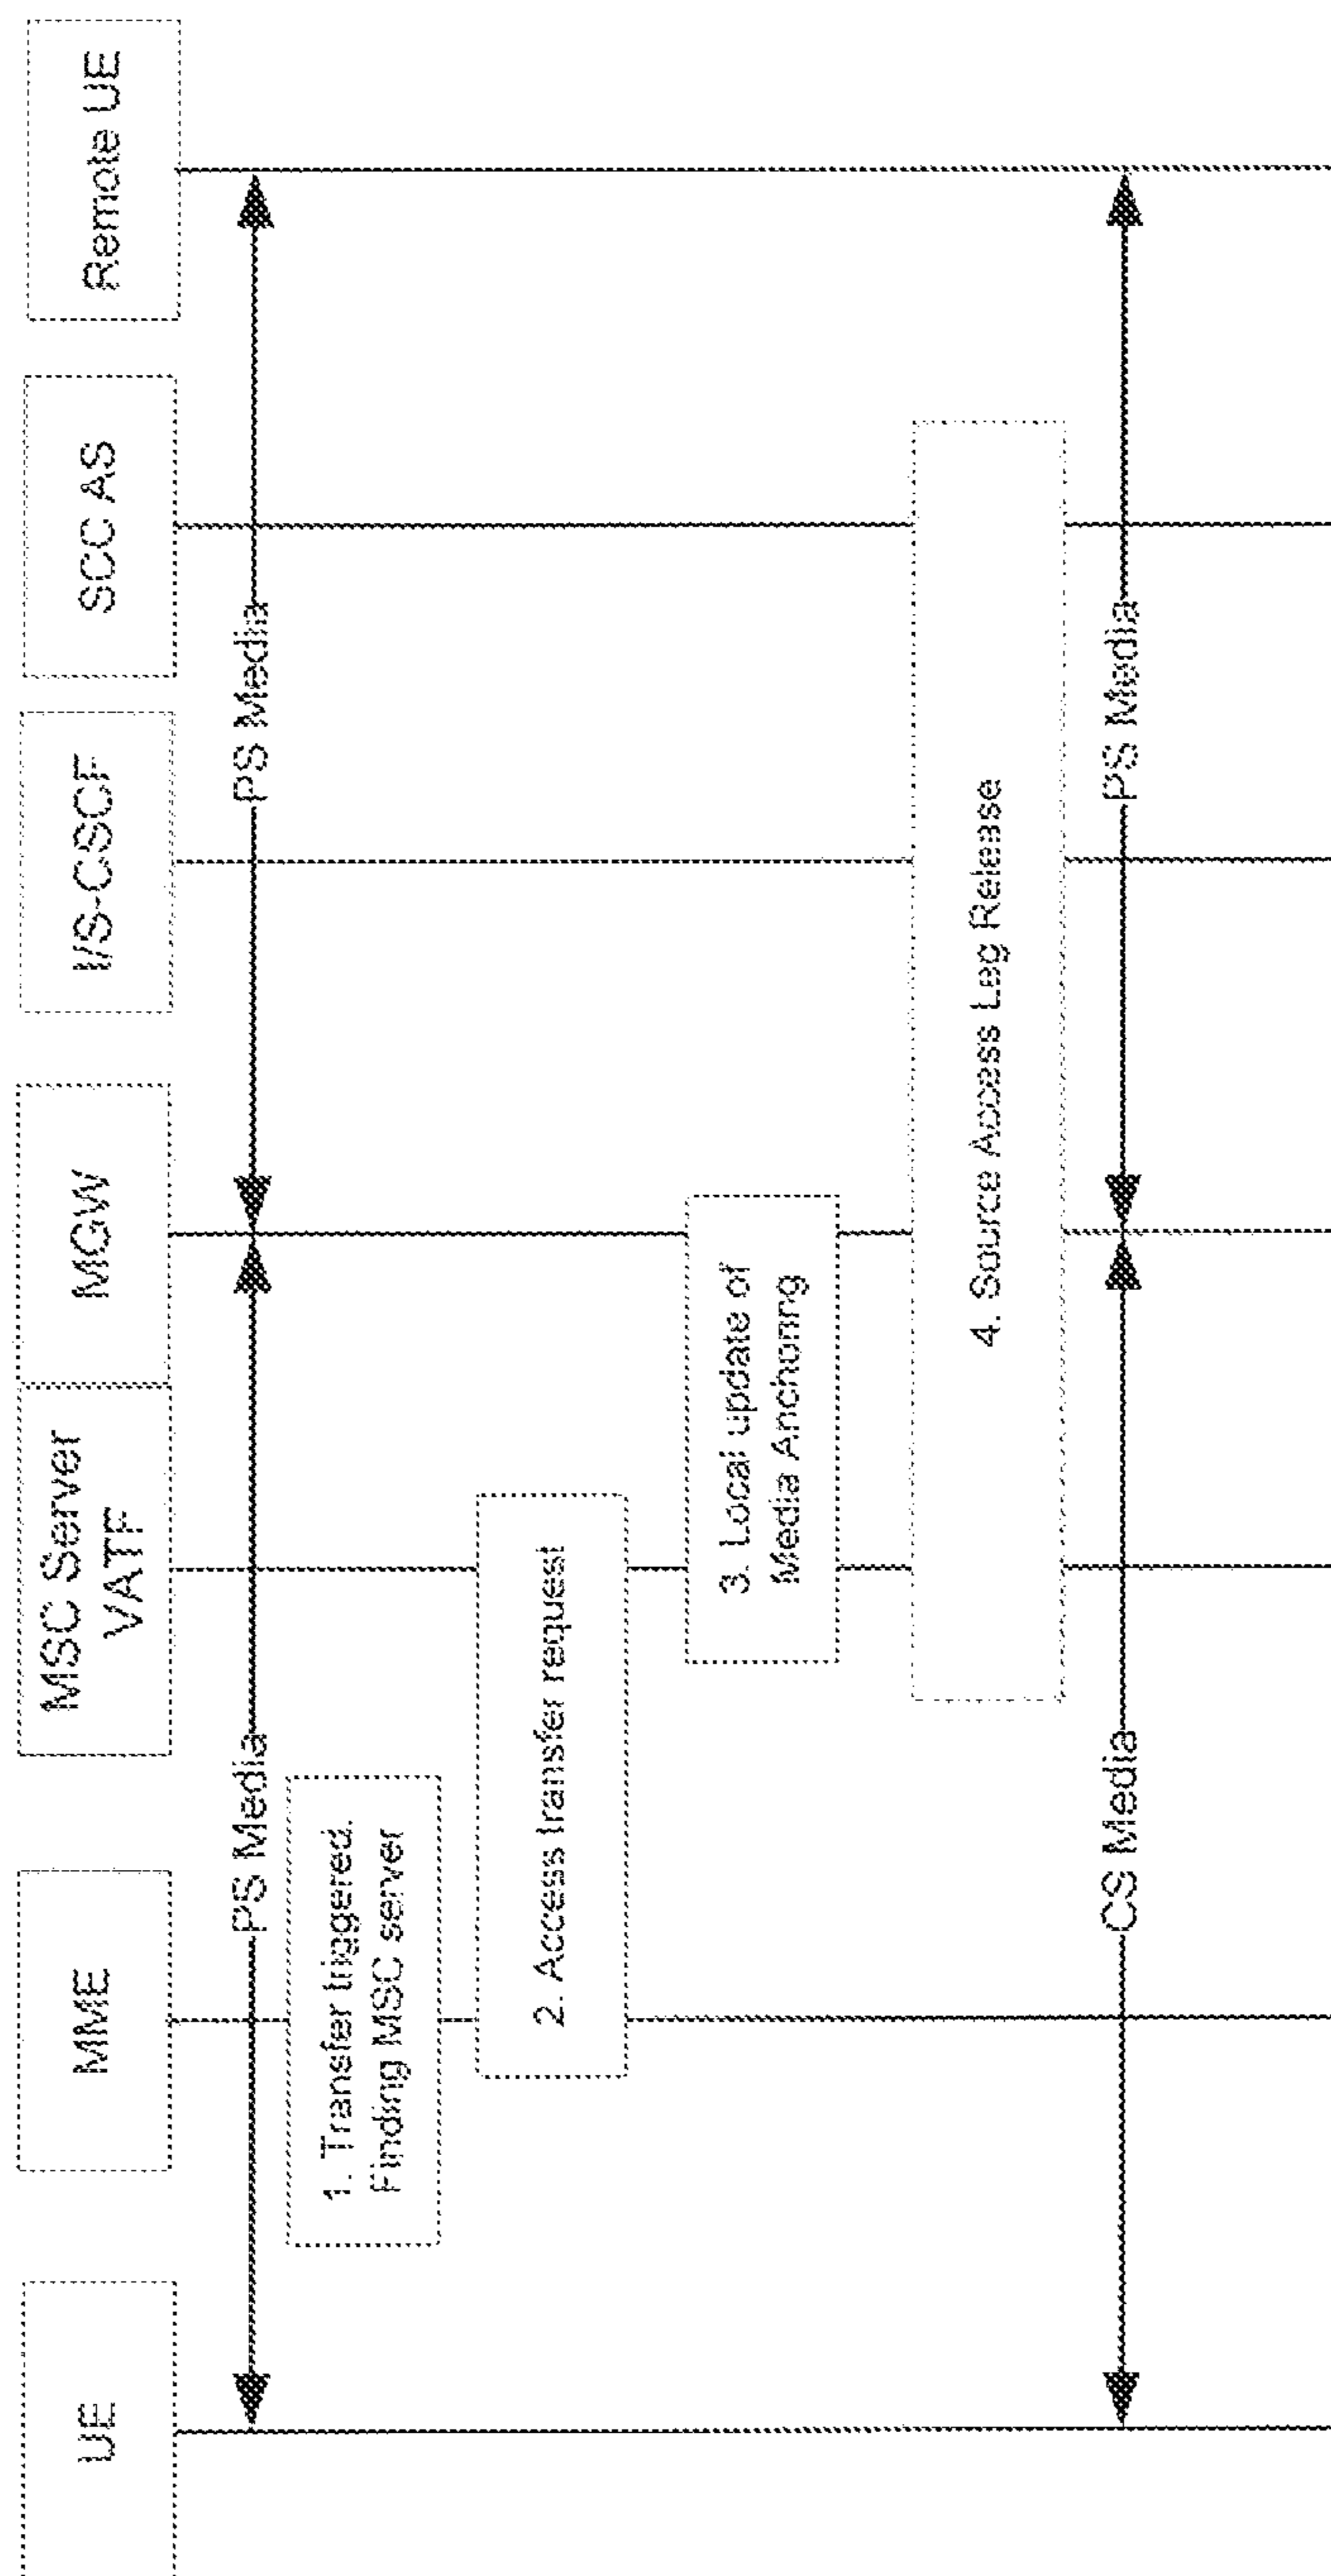 UE
MME
MSC Server
VATF
MGW
I/S-CSCF
SCC AS
Remote UE
PS Media
PS Media
1. Transfer triggered.
Finding MSC server
2. Access transfer request
3. Local update of
Media Anchoring
4. Source Access Leg Release
CS Media
PS Media